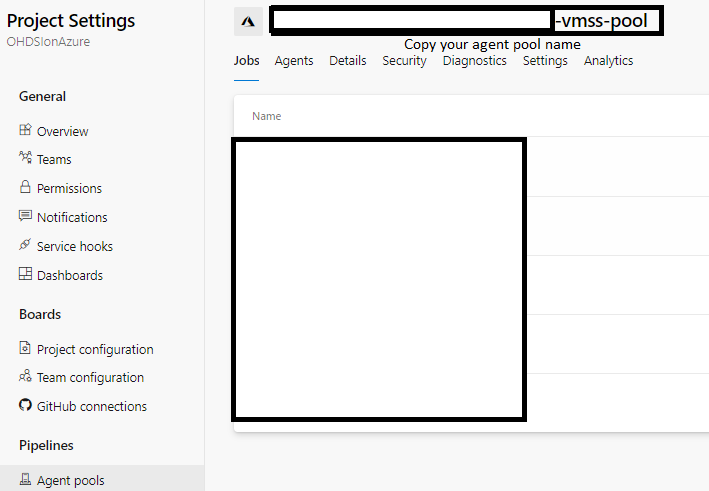 Project Settings
OHDSIonAzure
General
Overview
Teams
Permissions
Notifications
Service hooks
Dashboards
Boards
Project configuration
Team configuration
GitHub connections
Pipelines
Agent pools
-vmss-pool
Copy your agent pool name
Jobs Agents Details Security Diagnostics Settings Analytics
Name